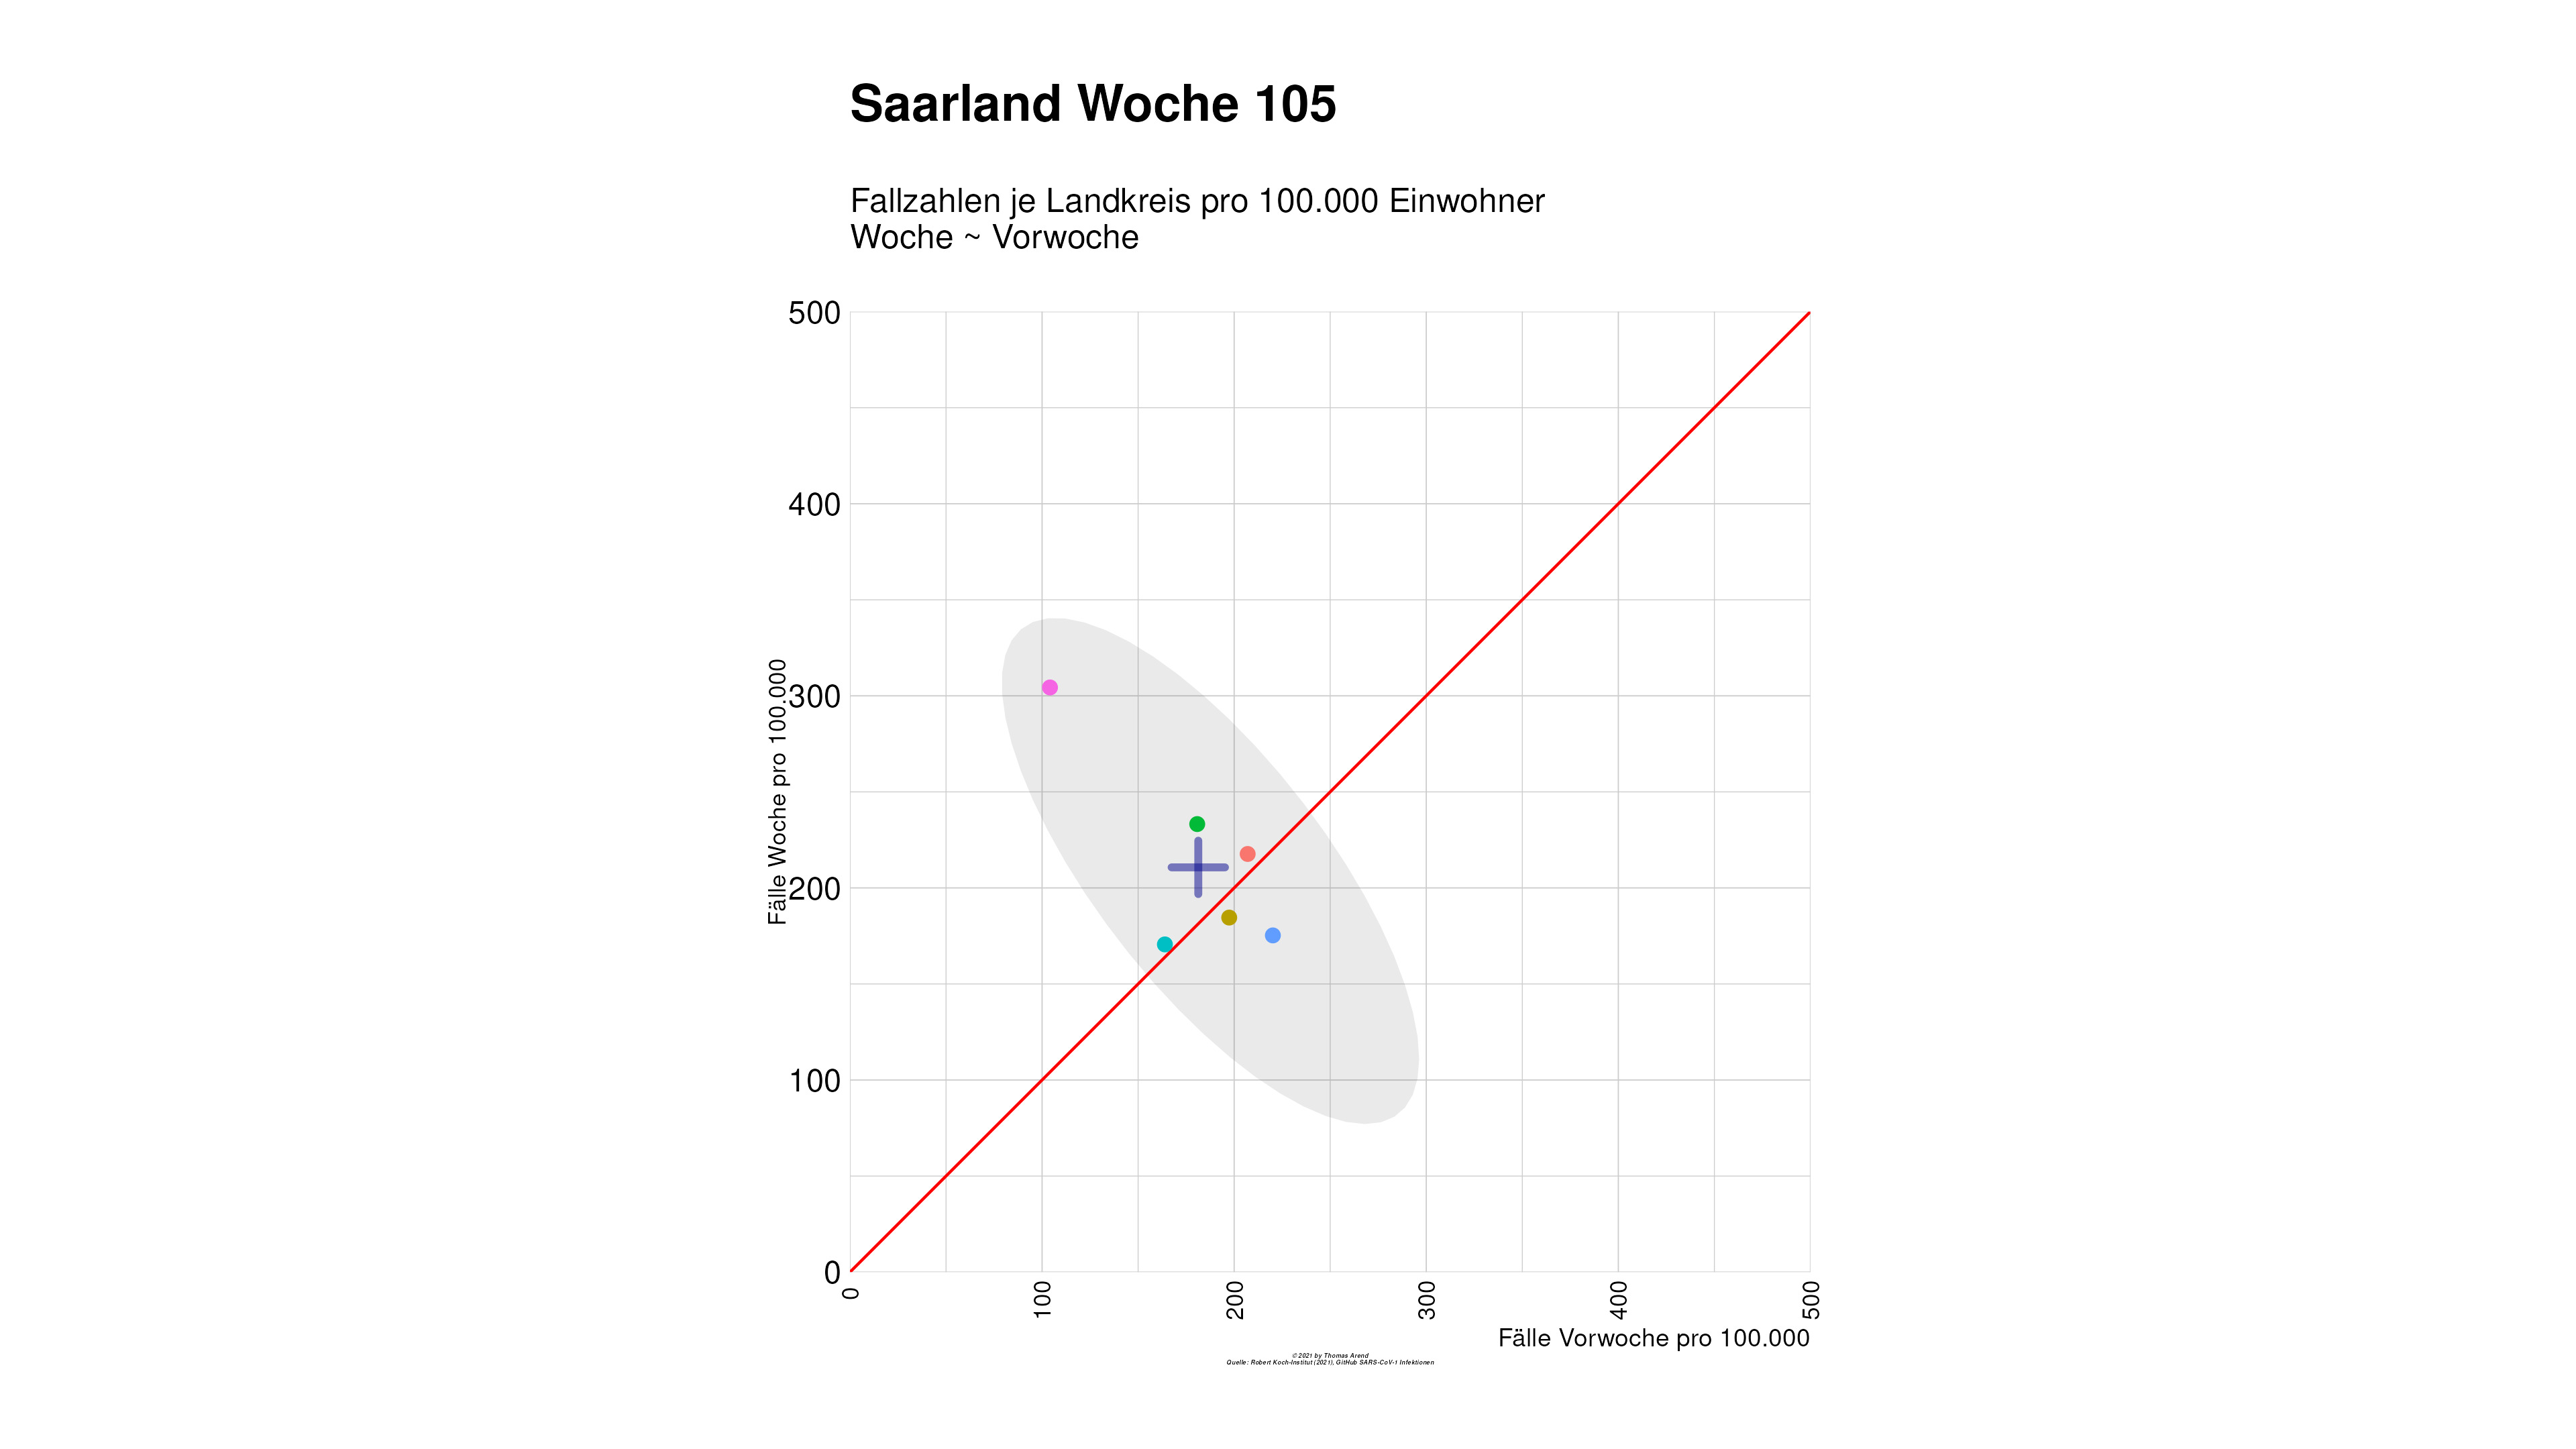 Saarland Woche 105
Fallzahlen je Landkreis pro 100.000 Einwohner
Woche ~ Vorwoche
500
400
300
200
100
0
Fälle Woche pro 100.000
0
100
200
300
400
500
Fälle Vorwoche pro 100.000
© 2021 by Thomas Arend
Quelle: Robert Koch-Institut (2021), GitHub SARS-CoV-1 Infektionen